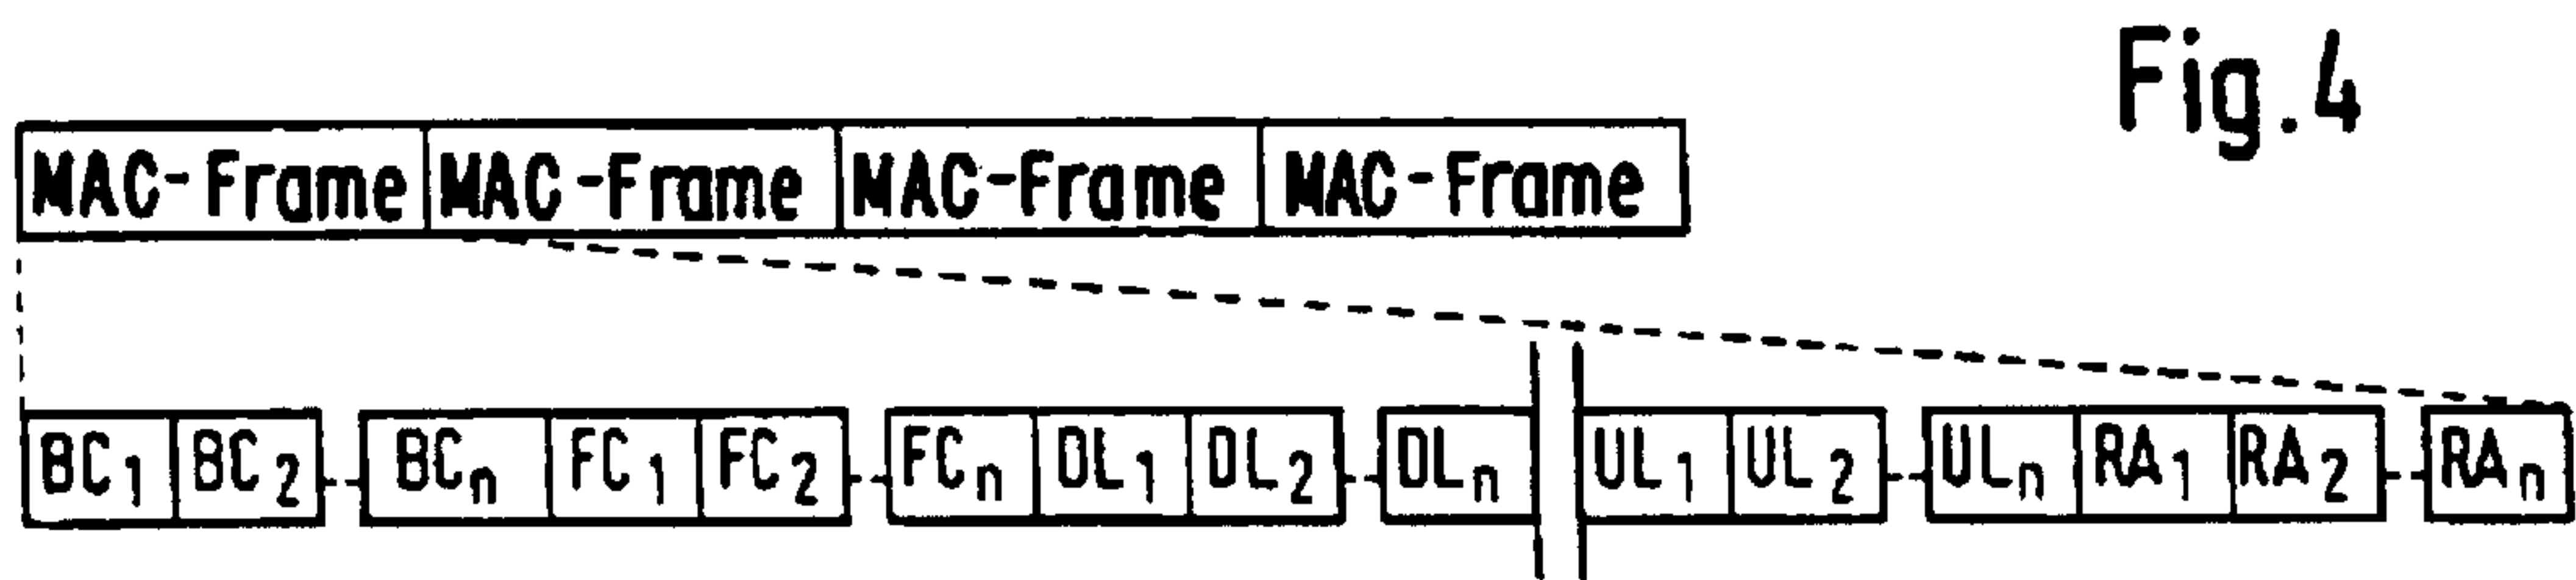 Fig.4
MAC-Frame MAC-Frame MAC-Frame MAC-Frame
BC₁ BC₂ BCₙ FC₁ FC₂ FCₙ DL₁ DL₂ DLₙ UL₁ UL₂ ULₙ RA₁ RA₂ RAₙ